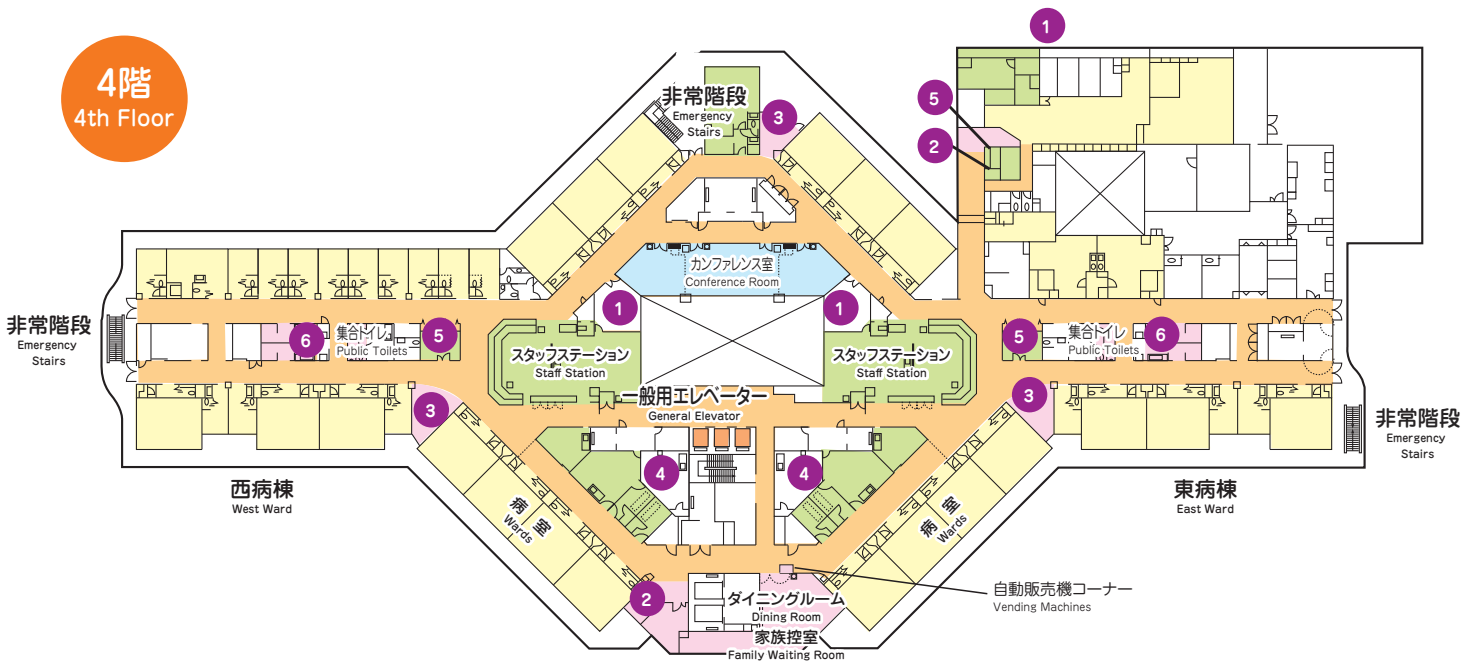 4階
4th Floor
1
5
2
非常階段
Emergency
Stairs
3
カンファレンス室
Conference Room
1
1
非常階段
Emergency
Stairs
6
集合トイレ
Public Toilets
5
スタッフステーション
Staff Station
スタッフステーション
Staff Station
5
集合トイレ
Public Toilets
6
一般用エレベーター
General Elevator
3
3
非常階段
Emergency
Stairs
4
4
西病棟
West Ward
東病棟
East Ward
病室
Wards
病室
Wards
自動販売機コーナー
Vending Machines
2
ダイニングルーム
Dining Room
家族控室
Family Waiting Room